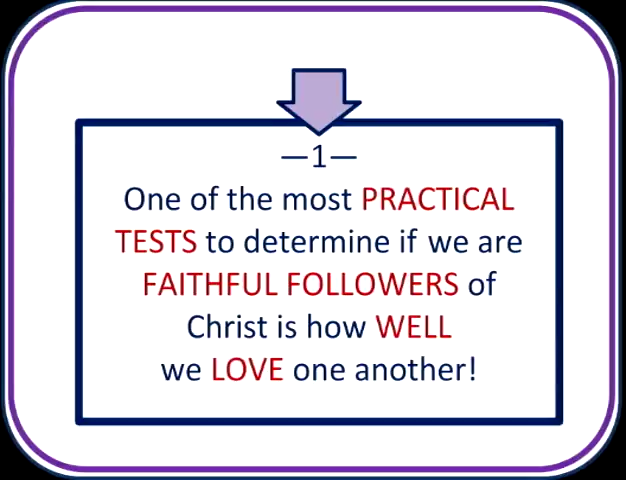 —1—
One of the most PRACTICAL
TESTS to determine if we are
FAITHFUL FOLLOWERS of
Christ is how WELL
we LOVE one another!